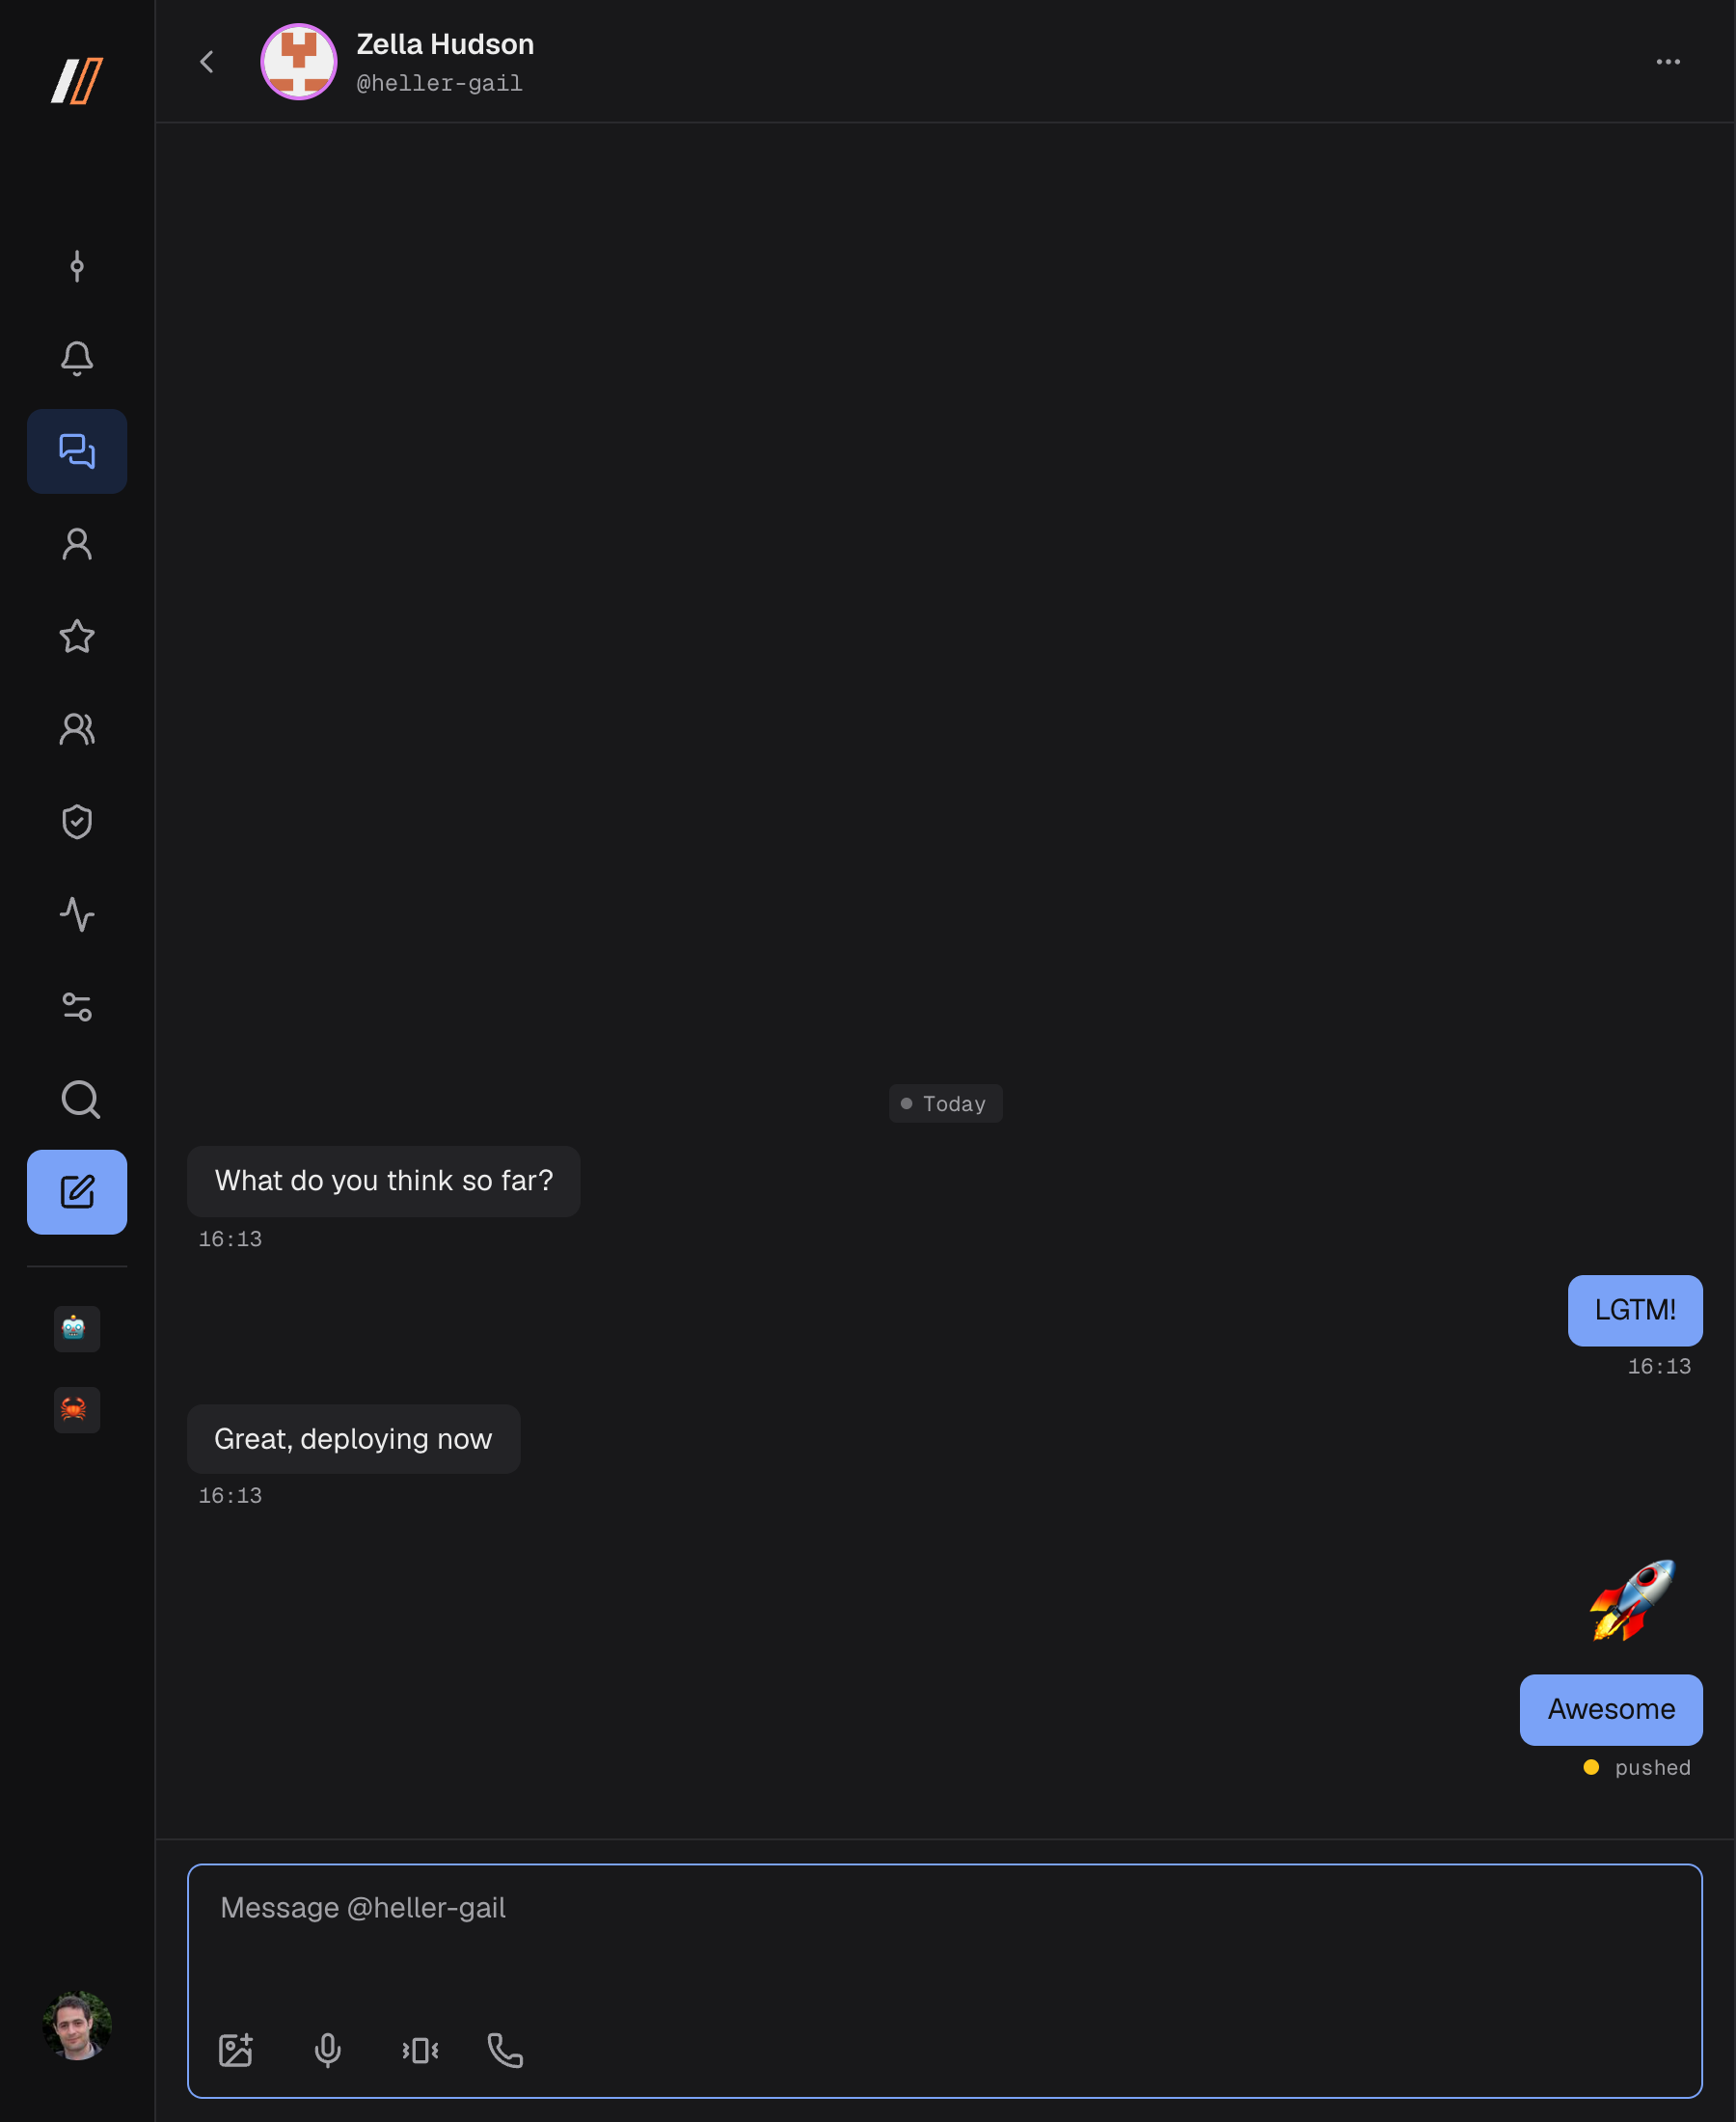 Zella Hudson
@heller-gail
Today
What do you think so far?
16:13
LGTM!
16:13
Great, deploying now
16:13
Awesome
pushed
Message @heller-gail